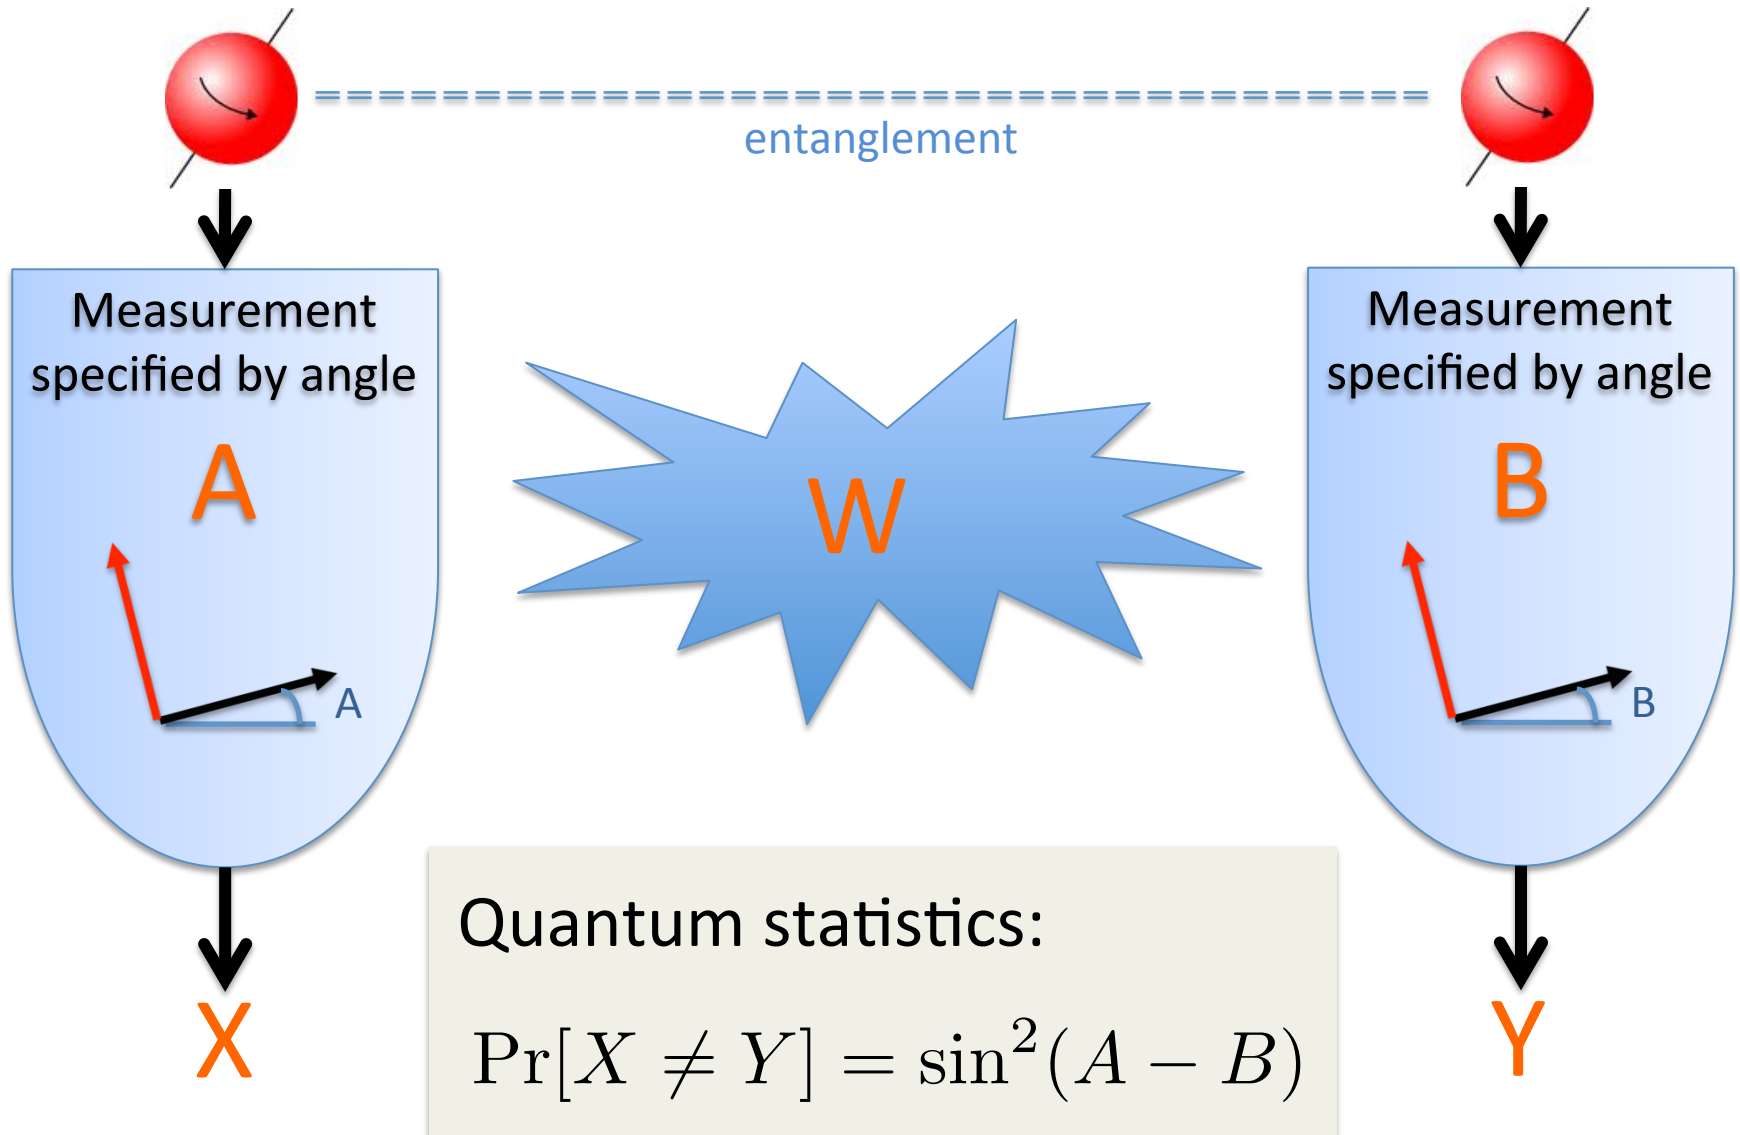 entanglement
Measurement
specified by angle
A
A
W
Measurement
specified by angle
B
B
X
Y
Quantum statistics:
Pr[X ≠ Y] = sin²(A − B)